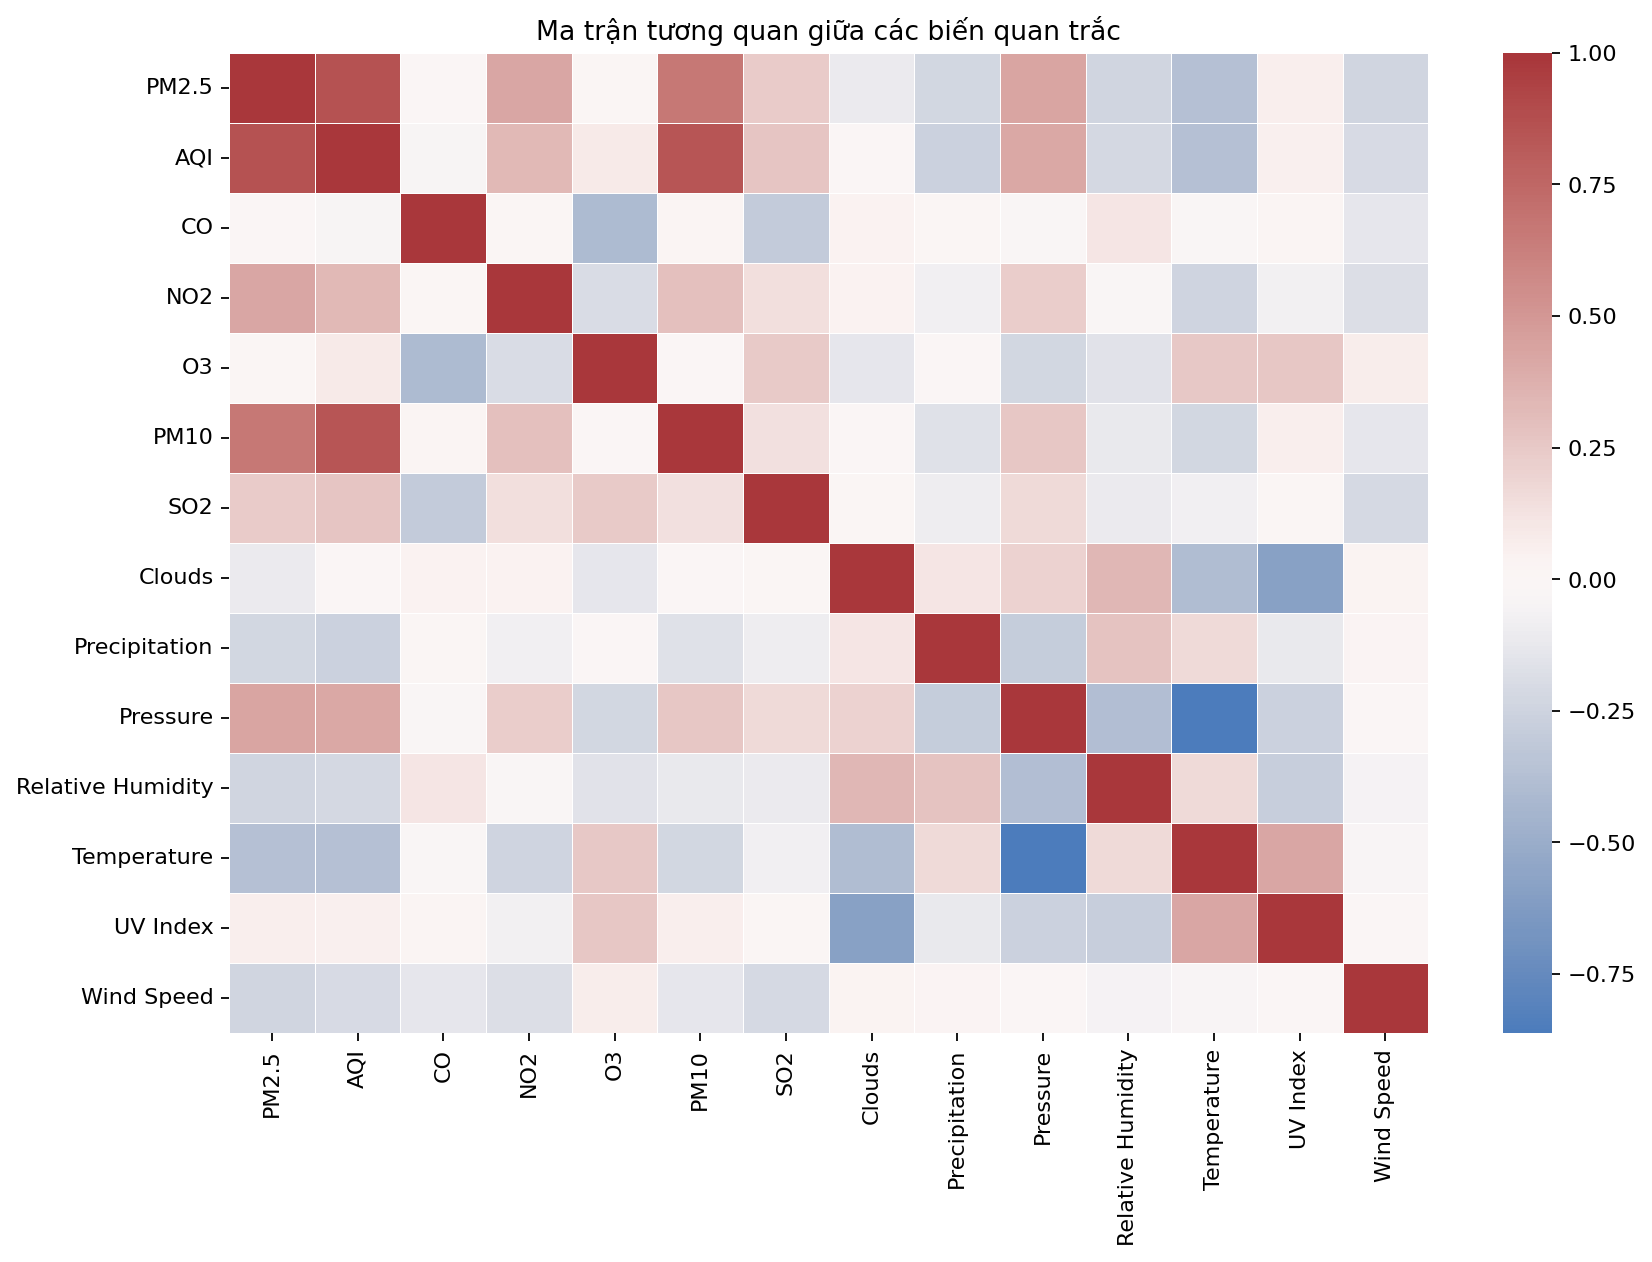 Ma trận tương quan giữa các biến quan trắc
PM2.5
AQI
CO
NO2
O3
PM10
SO2
Clouds
Precipitation
Pressure
Relative Humidity
Temperature
UV Index
Wind Speed
PM2.5
AQI
CO
NO2
O3
PM10
SO2
Clouds
Precipitation
Pressure
Relative Humidity
Temperature
UV Index
Wind Speed
1.00
0.75
0.50
0.25
0.00
−0.25
−0.50
−0.75